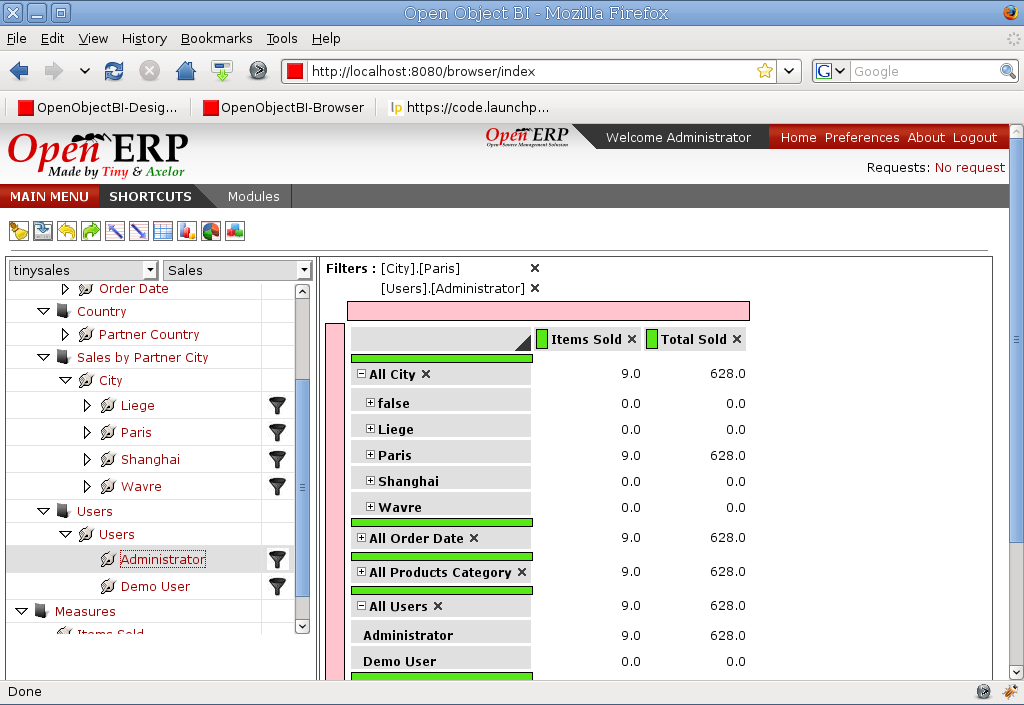 Open Object BI - Mozilla Firefox
File Edit View History Bookmarks Tools Help
http://localhost:8080/browser/index
G Google
OpenObjectBI-Desig... OpenObjectBI-Browser lp https://code.launchp...
Open ERP
Made by Tiny & Axelor
Open ERP
Open Source Management Solution
Welcome Administrator
Home Preferences About Logout
Requests: No request
MAIN MENU SHORTCUTS Modules
tinysales Sales
Order Date
Country
Partner Country
Sales by Partner City
City
Liege
Paris
Shanghai
Wavre
Users
Users
Administrator
Demo User
Measures
Items Sold
Filters : [City].[Paris]
[Users].[Administrator]
Items Sold Total Sold
All City 9.0 628.0
false 0.0 0.0
Liege 0.0 0.0
Paris 9.0 628.0
Shanghai 0.0 0.0
Wavre 0.0 0.0
All Order Date 9.0 628.0
All Products Category 9.0 628.0
All Users 9.0 628.0
Administrator 9.0 628.0
Demo User 0.0 0.0
Done